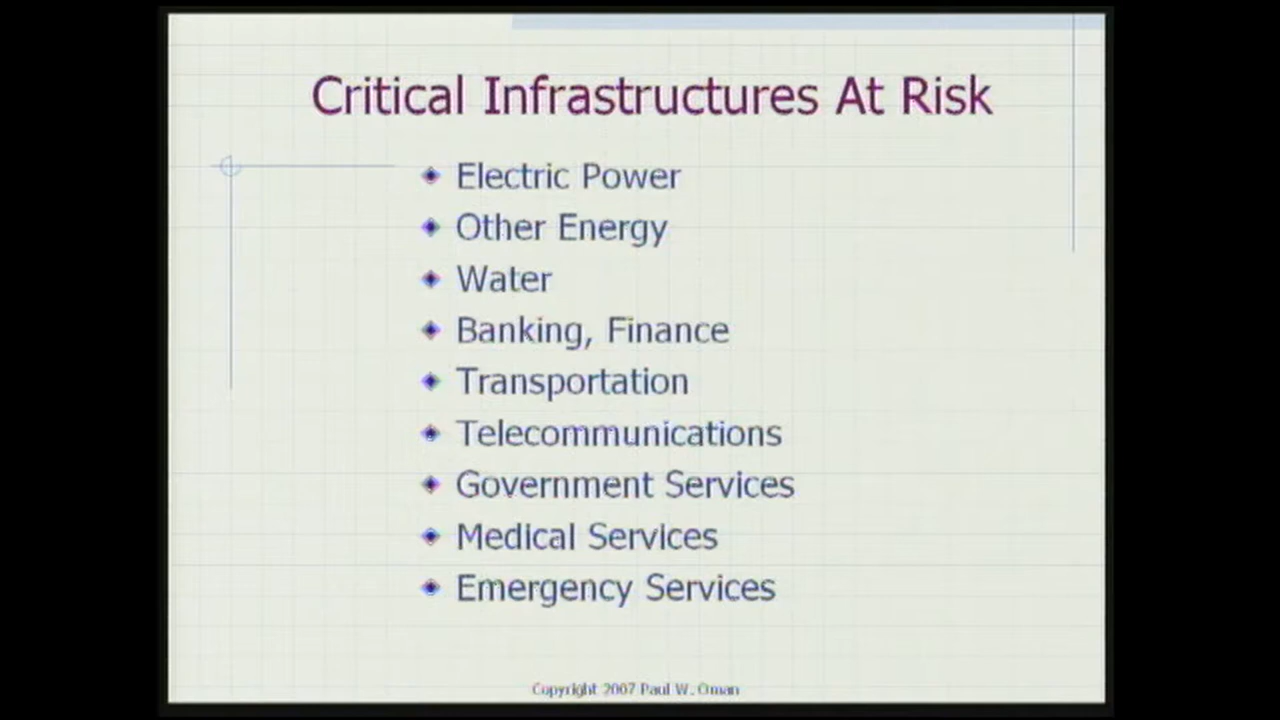 Critical Infrastructures At Risk
Electric Power
Other Energy
Water
Banking, Finance
Transportation
Telecommunications
Government Services
Medical Services
Emergency Services
Copyright 2007 Paul W. Oman